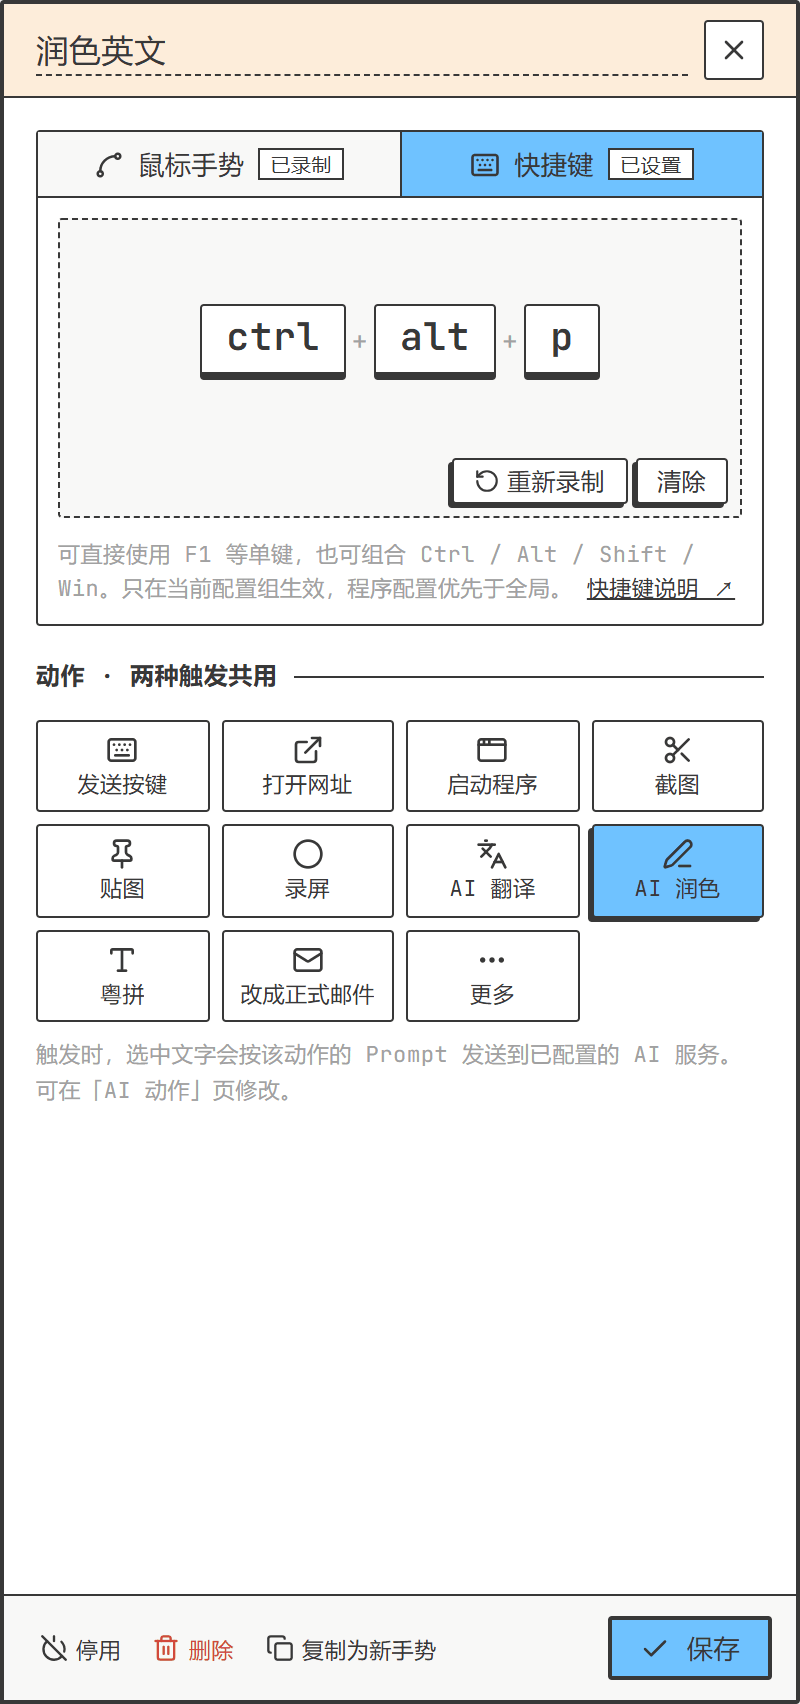 润色英文
鼠标手势 已录制 快捷键 已设置
ctrl + alt + p
重新录制 清除
可直接使用 F1 等单键，也可组合 Ctrl / Alt / Shift /
Win。只在当前配置组生效，程序配置优先于全局。 快捷键说明 ↗
动作 · 两种触发共用
发送按键 打开网址 启动程序 截图
贴图 录屏 AI 翻译 AI 润色
粤拼 改成正式邮件 更多
触发时，选中文字会按该动作的 Prompt 发送到已配置的 AI 服务。
可在「AI 动作」页修改。
停用 删除 复制为新手势 保存